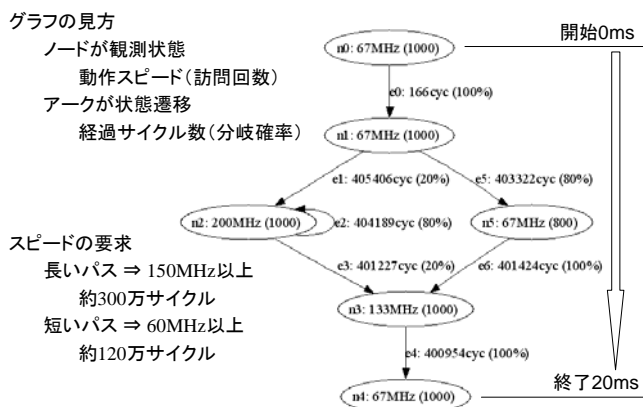 グラフの見方
ノードが観測状態
動作スピード（訪問回数）
アークが状態遷移
経過サイクル数（分岐確率）
スピードの要求
長いパス ⇒ 150MHz以上
約300万サイクル
短いパス ⇒ 60MHz以上
約120万サイクル
開始0ms
n0: 67MHz (1000)
e0: 166cyc (100%)
n1: 67MHz (1000)
e1: 405406cyc (20%)
e5: 403322cyc (80%)
n2: 200MHz (1000)
e2: 404189cyc (80%)
n5: 67MHz (800)
e3: 401227cyc (20%)
e6: 401424cyc (100%)
n3: 133MHz (1000)
e4: 400954cyc (100%)
n4: 67MHz (1000)
終了20ms